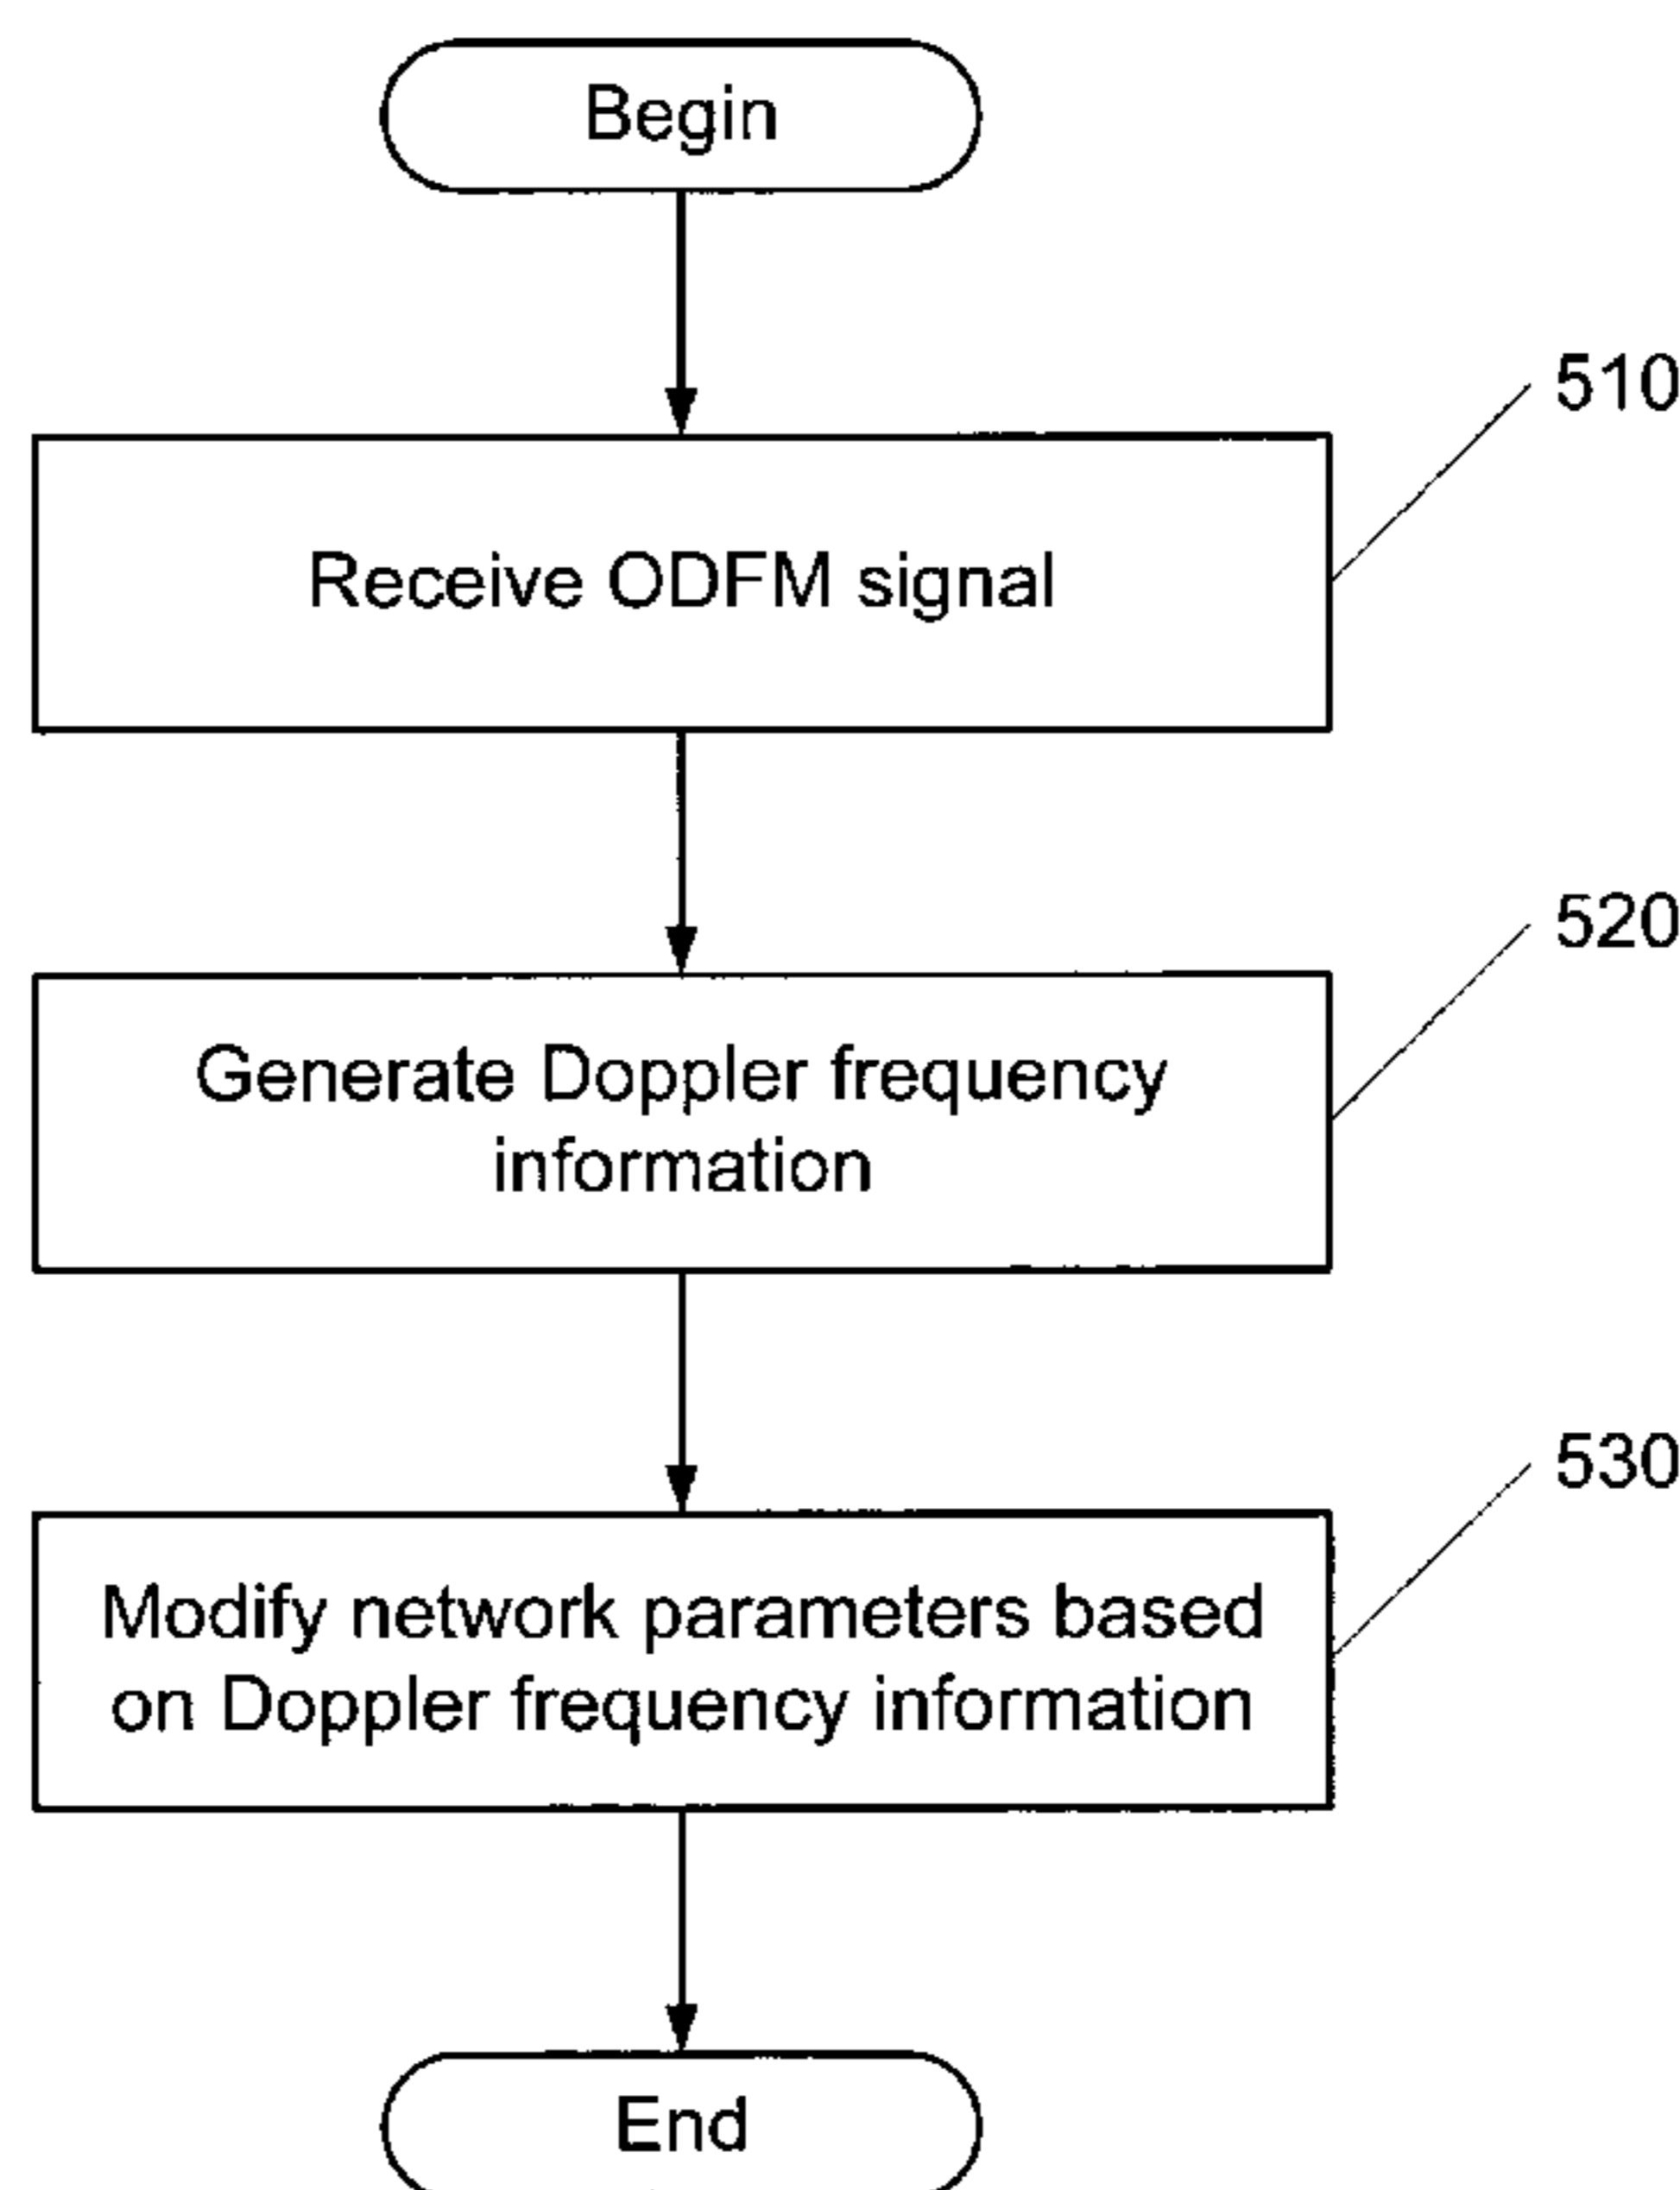 Begin
510
Receive ODFM signal
520
Generate Doppler frequency
information
530
Modify network parameters based
on Doppler frequency information
End